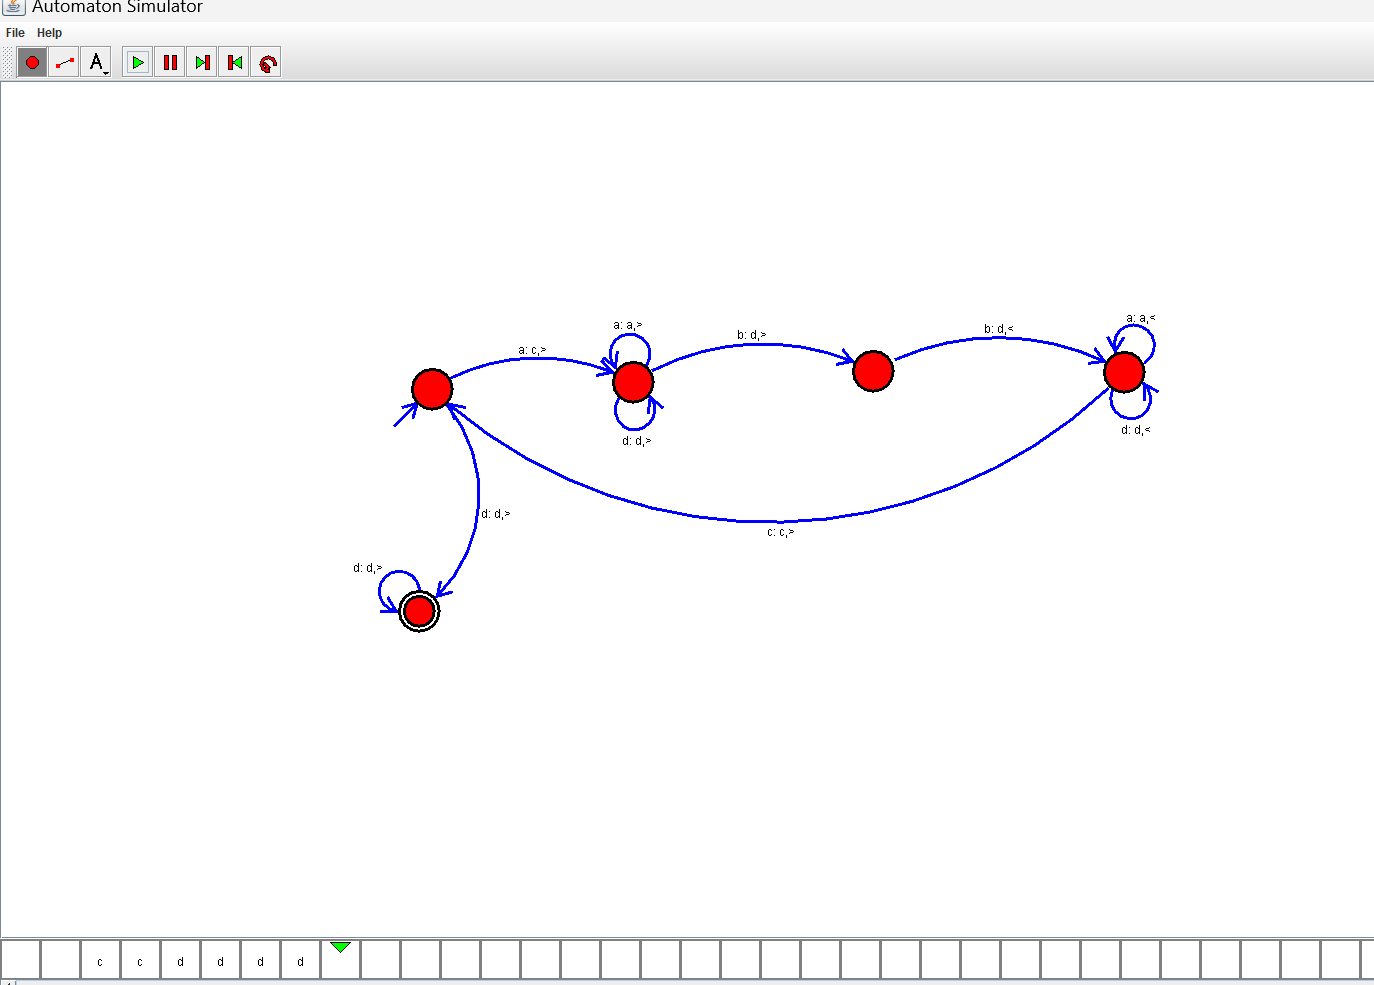 Automaton Simulator
File Help
A
a: a,>
a: a,<
a: c,>
b: d,>
b: d,<
d: d,>
d: d,<
d: d,>
c: c,>
d: d,>
c c d d d d